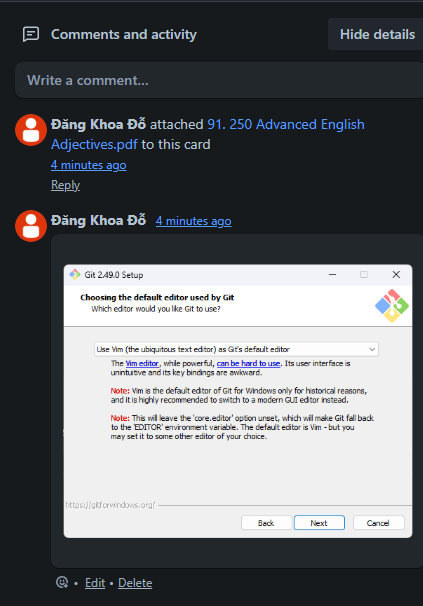 Comments and activity
Hide details
Write a comment...
Đăng Khoa Đỗ attached 91. 250 Advanced English
Adjectives.pdf to this card
4 minutes ago
Reply
Đăng Khoa Đỗ 4 minutes ago
Git 2.49.0 Setup
Choosing the default editor used by Git
Which editor would you like Git to use?
Use Vim (the ubiquitous text editor) as Git's default editor
The Vim editor, while powerful, can be hard to use. Its user interface is
unintuitive and its key bindings are awkward.
Note: Vim is the default editor of Git for Windows only for historical reasons,
and it is highly recommended to switch to a modern GUI editor instead.
Note: This will leave the 'core.editor' option unset, which will make Git fall back
to the 'EDITOR' environment variable. The default editor is Vim - but you
may set it to some other editor of your choice.
https://gitforwindows.org/
Back
Next
Cancel
• Edit • Delete